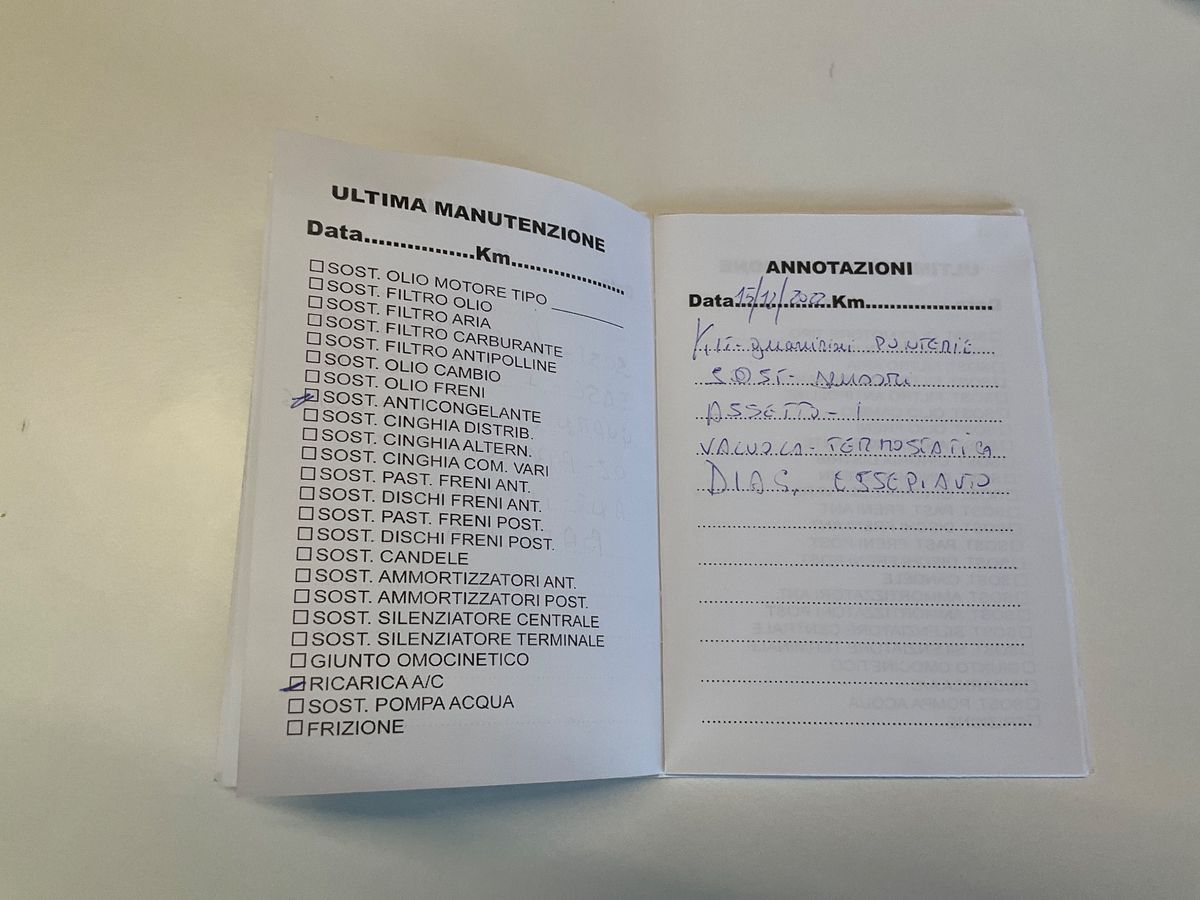 ULTIMA MANUTENZIONE
Data................Km.....................
☐ SOST. OLIO MOTORE TIPO __________
☐ SOST. FILTRO OLIO
☐ SOST. FILTRO ARIA
☐ SOST. FILTRO CARBURANTE
☐ SOST. FILTRO ANTIPOLLINE
☐ SOST. OLIO CAMBIO
☐ SOST. OLIO FRENI
☑ SOST. ANTICONGELANTE
☐ SOST. CINGHIA DISTRIB.
☐ SOST. CINGHIA ALTERN.
☐ SOST. CINGHIA COM. VARI
☐ SOST. PAST. FRENI ANT.
☐ SOST. DISCHI FRENI ANT.
☐ SOST. PAST. FRENI POST.
☐ SOST. DISCHI FRENI POST.
☐ SOST. CANDELE
☐ SOST. AMMORTIZZATORI ANT.
☐ SOST. AMMORTIZZATORI POST.
☐ SOST. SILENZIATORE CENTRALE
☐ SOST. SILENZIATORE TERMINALE
☐ GIUNTO OMOCINETICO
☑ RICARICA A/C
☐ SOST. POMPA ACQUA
☐ FRIZIONE
ANNOTAZIONI
Data 15/12/2022 Km......................
KIT- PUNTERIE
SOST-
ASSETTO - 1
VALVOLA - TERMOSTATICA